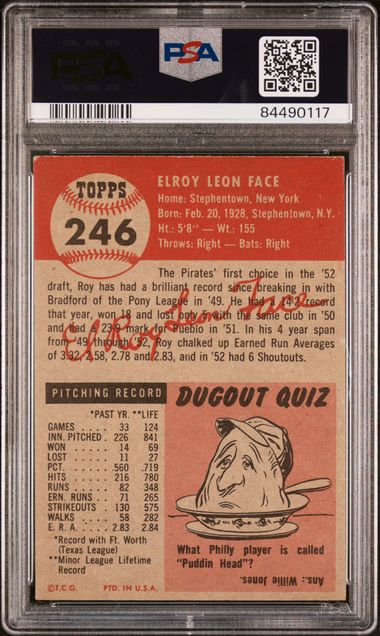 PSA
PSA
84490117
TOPPS
246
ELROY LEON FACE
Home: Stephentown, New York
Born: Feb. 20, 1928, Stephentown, N.Y.
Ht.: 5'8" — Wt.: 155
Throws: Right — Bats: Right
The Pirates' first choice in the '52
draft, Roy has had a brilliant record since breaking in with
Bradford of the Pony League in '49. He had a 14-2 record
that year, won 18 and lost only with the same club in '50
and had a 23-9 mark for Pueblo in '51. In his 4 year span
from '49 through '52, Roy chalked up Earned Run Averages
of 3.32, 2.58, 2.78 and 2.83, and in '52 had 6 Shoutouts.
Elroy Leon Face
PITCHING RECORD
*PAST YR. **LIFE
GAMES 33 124
INN. PITCHED 226 841
WON 14 69
LOST 11 27
PCT. .560 .719
HITS 216 780
RUNS 82 348
ERN. RUNS 71 265
STRIKEOUTS 130 575
WALKS 58 282
E. R. A. 2.83 2.84
*Record with Ft. Worth
(Texas League)
**Minor League Lifetime
Record
DUGOUT QUIZ
What Philly player is called
"Puddin Head"?
Ans.: Willie Jones.
©T.C.G. PTD. IN U.S.A.